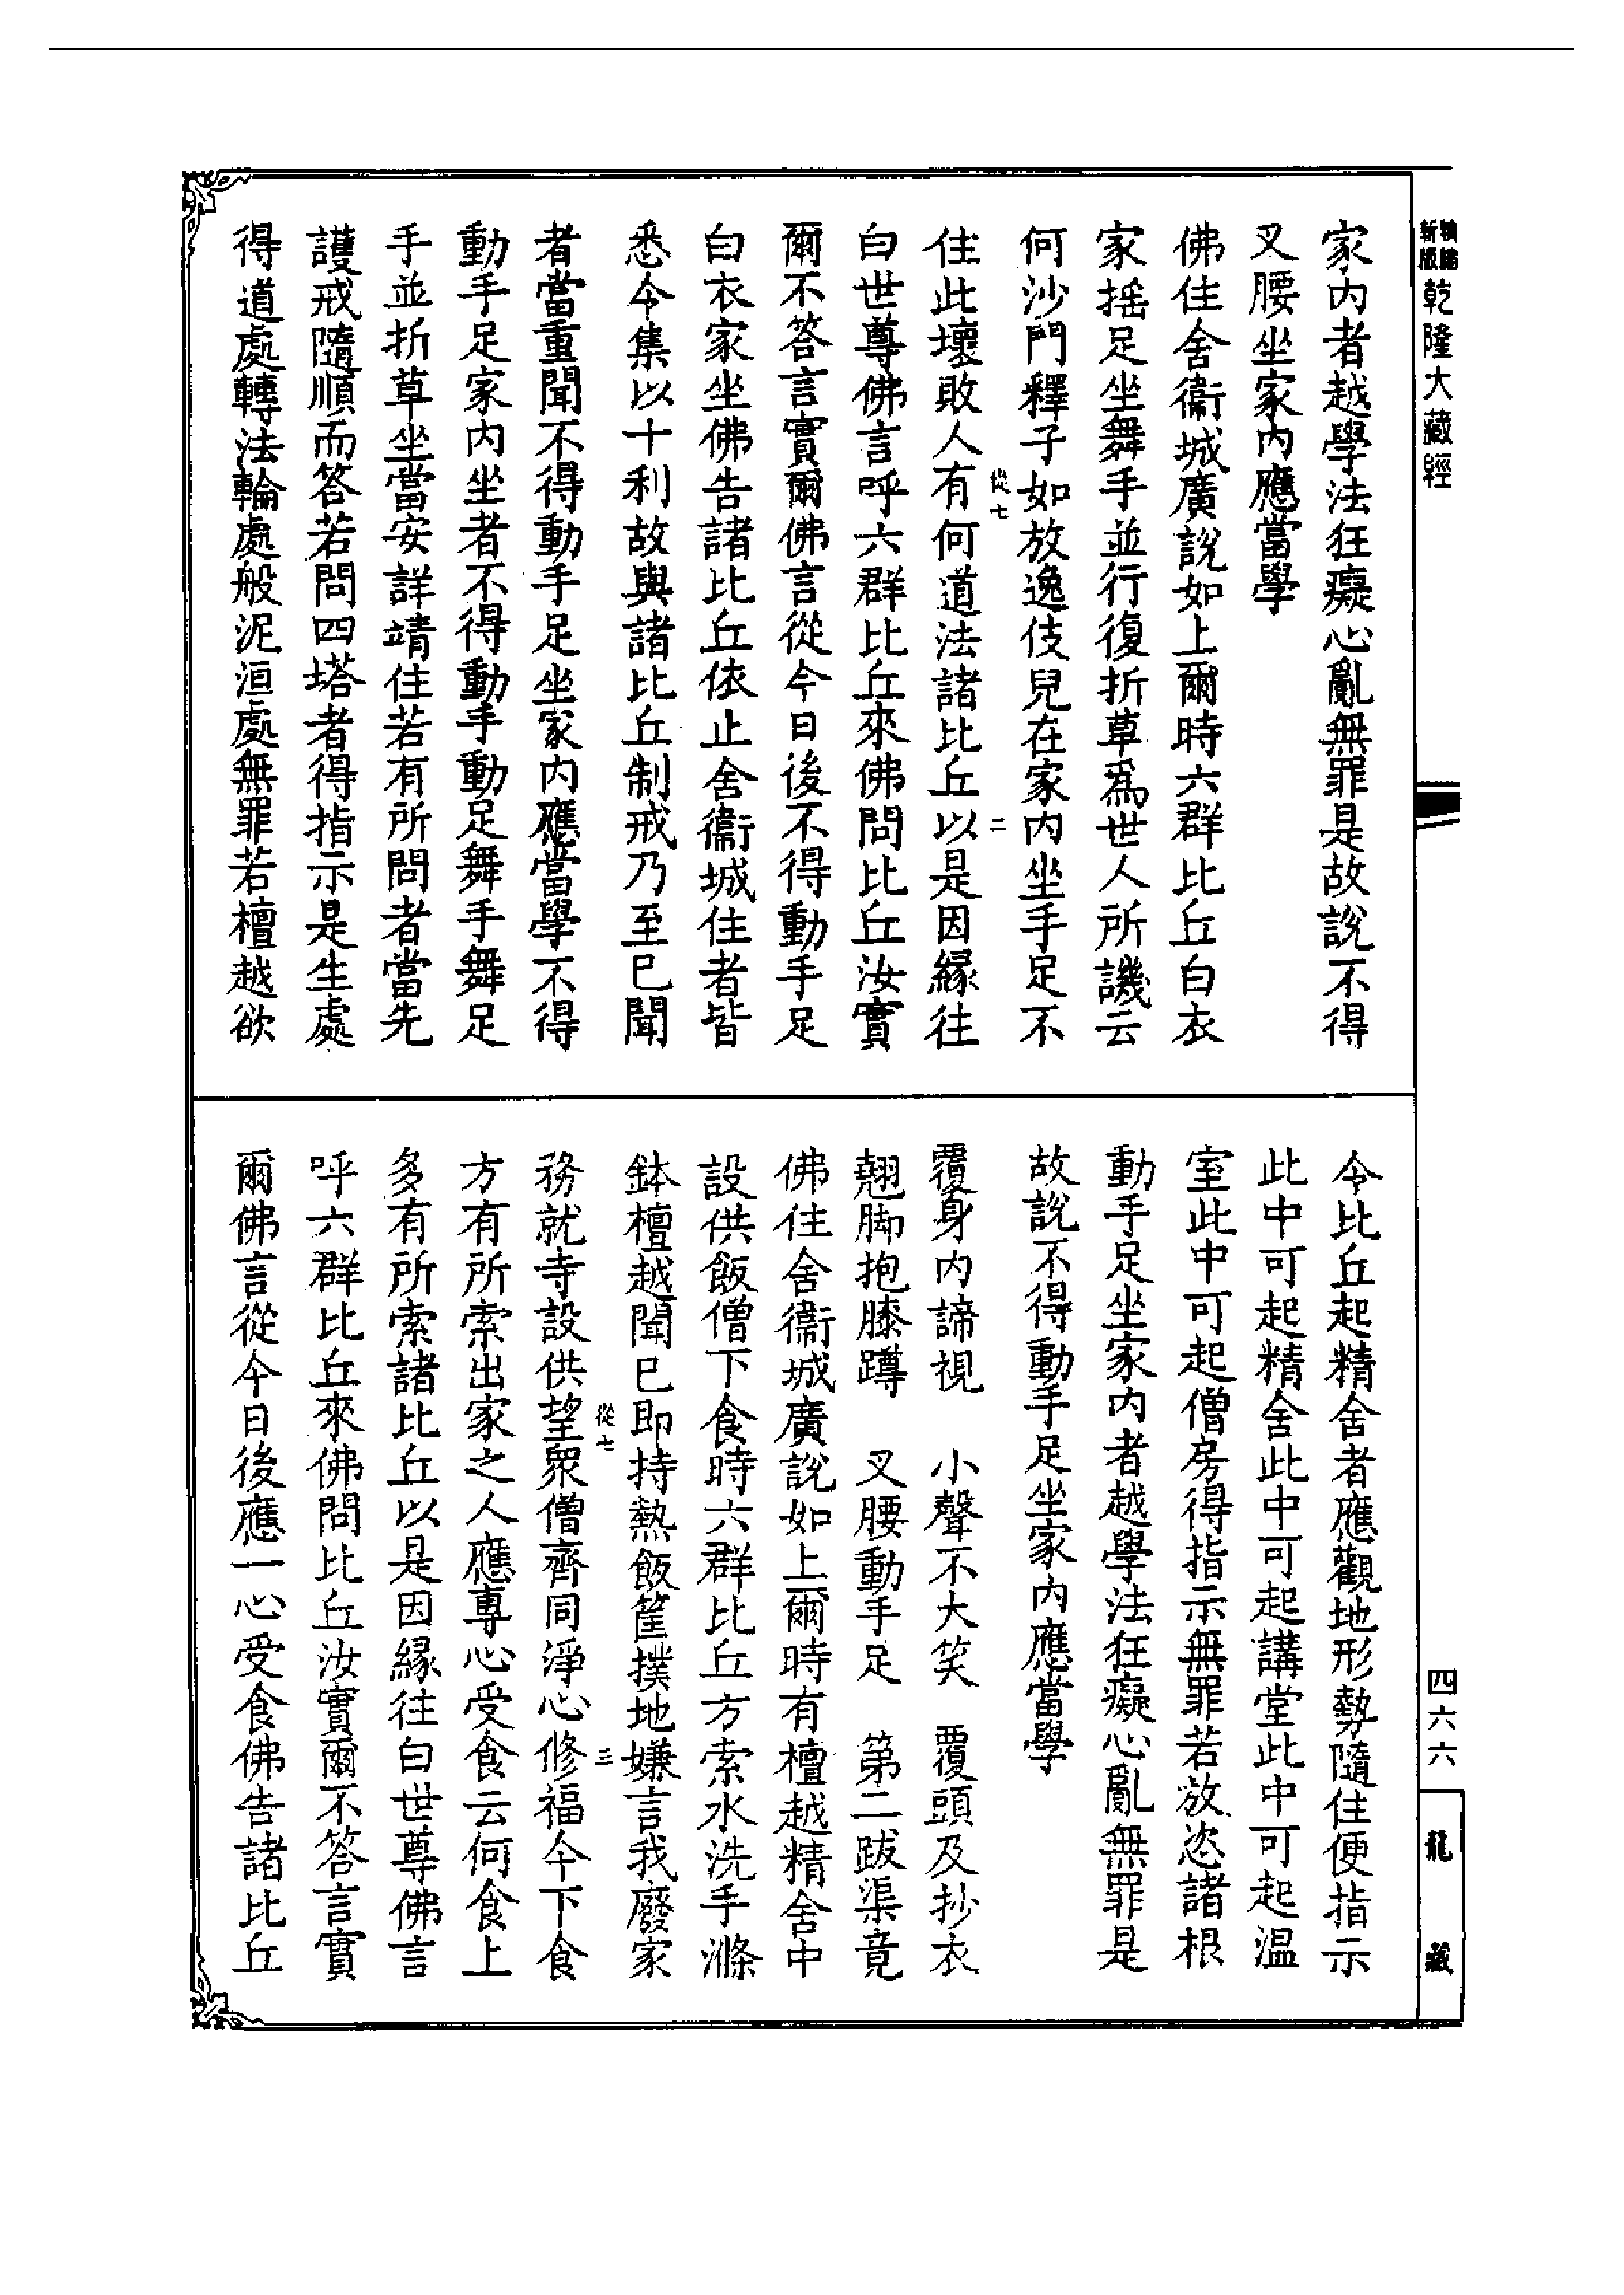 新版
乾隆大藏經
家内者越學法狂癡心亂無罪是故說不得
叉腰坐家内應當學
佛住舍衞城廣說如上爾時六群比丘白衣
家搖足坐舞手並行復折草爲世人所譏云
何沙門釋子如放逸伎兒在家内坐手足不
從七
二
住此壞敗人有何道法諸比丘以是因緣往
白世尊佛言呼六群比丘來佛問比丘汝實
爾不答言實爾佛言從今日後不得動手足
白衣家坐佛告諸比丘依止舍衞城住者皆
悉令集以十利故與諸比丘制戒乃至已聞
者當重聞不得動手足坐家内應當學不得
動手足家内坐者不得動手動足舞手舞足
手並折草坐當安詳靖住若有所問者當先
護戒隨順而答若問四塔者得指示是生處
得道處轉法輪處般泥洹處無罪若檀越欲
令比丘起精舍者應觀地形勢隨住便指示
此中可起精舍此中可起講堂此中可起溫
室此中可起僧房得指示無罪若放恣諸根
動手足坐家内者越學法狂癡心亂無罪是
故說不得動手足坐家内應當學
覆身内諦視　小聲不大笑　覆頭及抄衣
翹脚抱膝蹲　叉腰動手足　第二跋渠竟
佛住舍衞城廣說如上爾時有檀越精舍中
設供飯僧下食時六群比丘方索水洗手滌
鉢檀越聞已即持熱飯筐撲地嫌言我廢家
從七
三
務就寺設供望衆僧齊同淨心修福今下食
方有所索出家之人應專心受食云何食上
多有所索諸比丘以是因緣往白世尊佛言
呼六群比丘來佛問比丘汝實爾不答言實
爾佛言從今日後應一心受食佛告諸比丘
四六六
龍藏